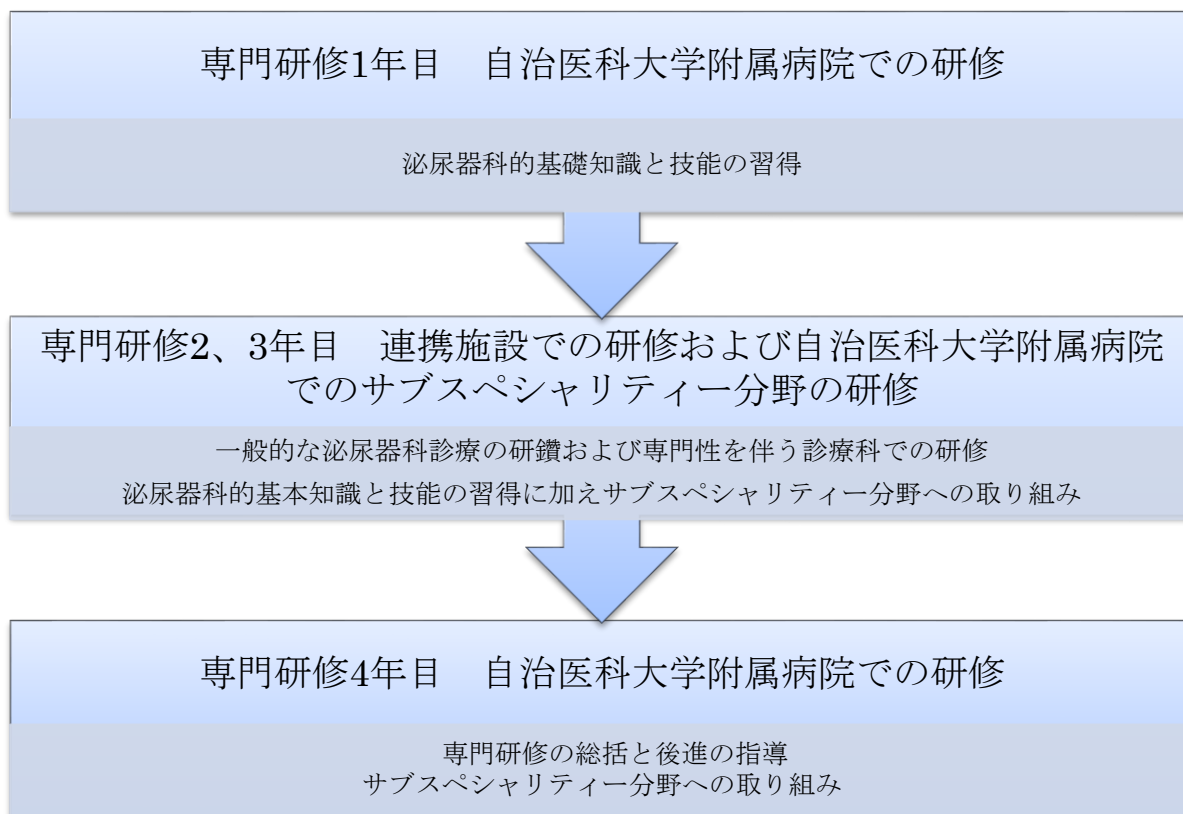 専門研修1年目　自治医科大学附属病院での研修
泌尿器科的基礎知識と技能の習得
専門研修2、3年目　連携施設での研修および自治医科大学附属病院
でのサブスペシャリティー分野の研修
一般的な泌尿器科診療の研鑽および専門性を伴う診療科での研修
泌尿器科的基本知識と技能の習得に加えサブスペシャリティー分野への取り組み
専門研修4年目　自治医科大学附属病院での研修
専門研修の総括と後進の指導
サブスペシャリティー分野への取り組み